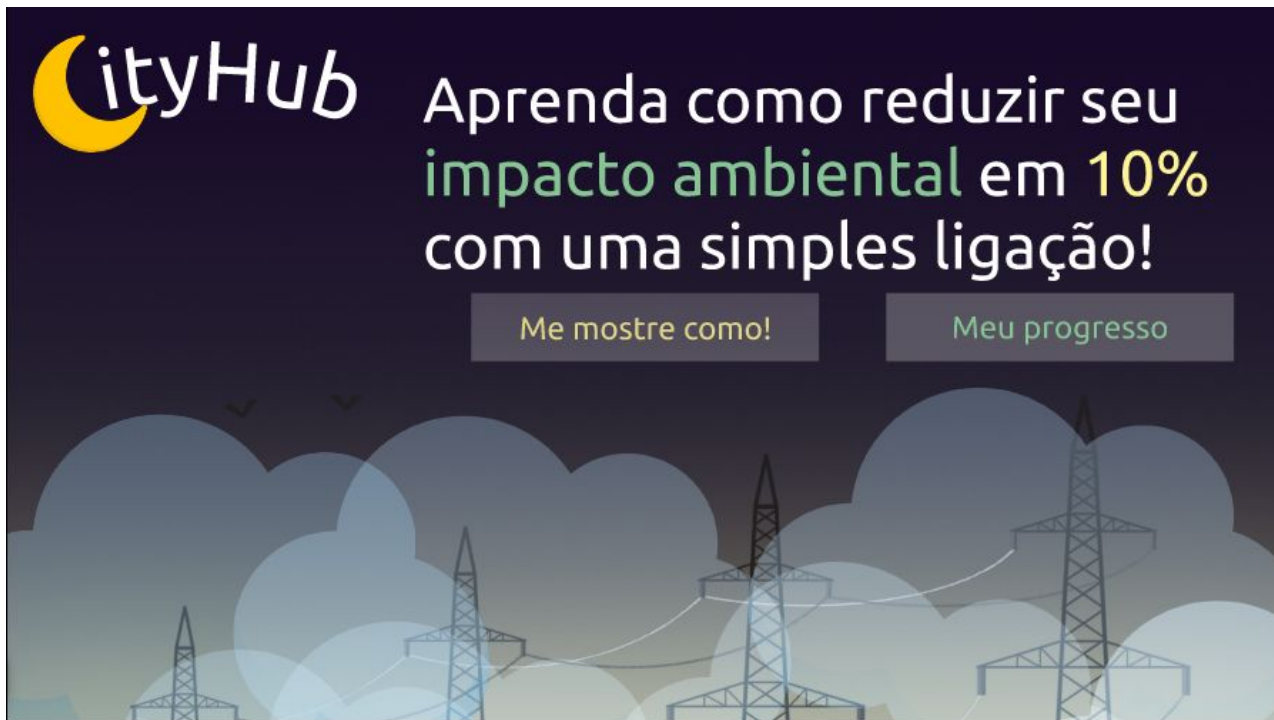 CityHub
Aprenda como reduzir seu
impacto ambiental em 10%
com uma simples ligação!
Me mostre como!
Meu progresso